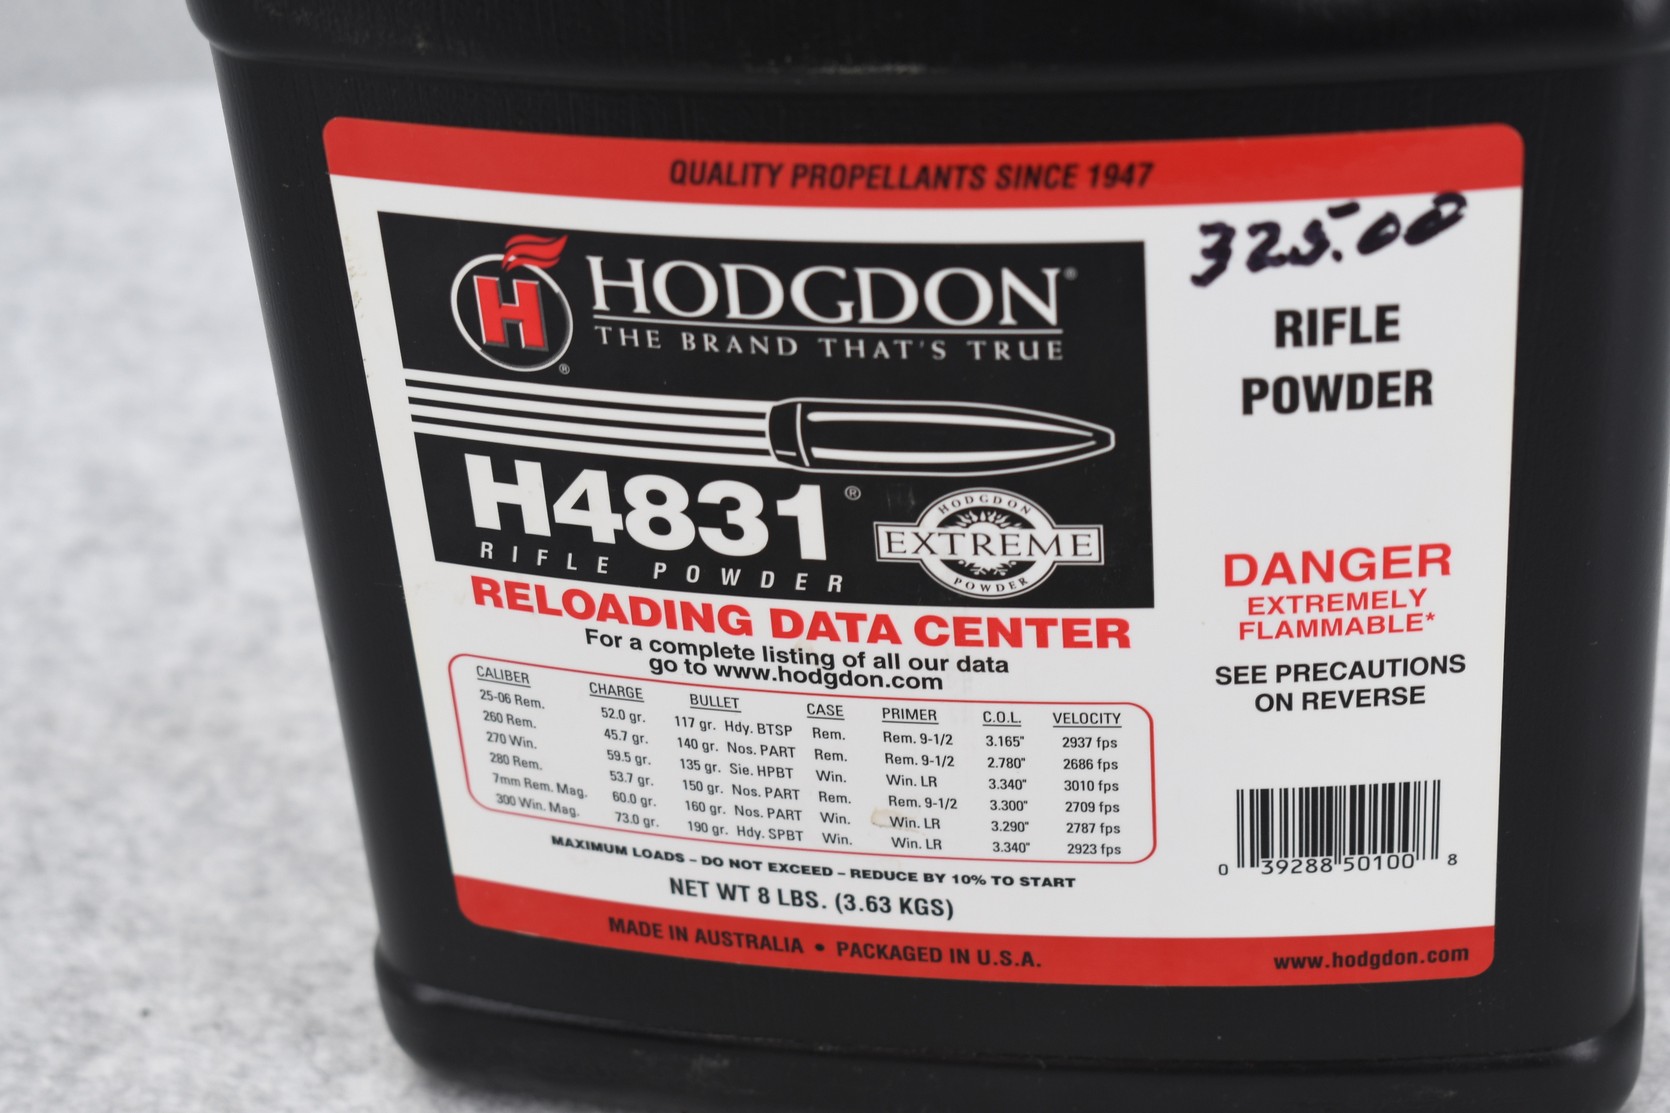 QUALITY PROPELLANTS SINCE 1947
325.00
H HODGDON®
THE BRAND THAT'S TRUE
®
RIFLE
POWDER
H4831®
RIFLE POWDER
HODGDON
EXTREME
POWDER
DANGER
EXTREMELY
FLAMMABLE*
SEE PRECAUTIONS
ON REVERSE
RELOADING DATA CENTER
For a complete listing of all our data
go to www.hodgdon.com
CALIBER CHARGE BULLET CASE PRIMER C.O.L. VELOCITY
25-06 Rem. 52.0 gr. 117 gr. Hdy. BTSP Rem. Rem. 9-1/2 3.165" 2937 fps
260 Rem. 45.7 gr. 140 gr. Nos. PART Rem. Rem. 9-1/2 2.780" 2686 fps
270 Win. 59.5 gr. 135 gr. Sie. HPBT Win. Win. LR 3.340" 3010 fps
280 Rem. 53.7 gr. 150 gr. Nos. PART Rem. Rem. 9-1/2 3.300" 2709 fps
7mm Rem. Mag. 60.0 gr. 160 gr. Nos. PART Win. Win. LR 3.290" 2787 fps
300 Win. Mag. 73.0 gr. 190 gr. Hdy. SPBT Win. Win. LR 3.340" 2923 fps
MAXIMUM LOADS – DO NOT EXCEED – REDUCE BY 10% TO START
NET WT 8 LBS. (3.63 KGS)
0 39288 50100 8
MADE IN AUSTRALIA • PACKAGED IN U.S.A.
www.hodgdon.com